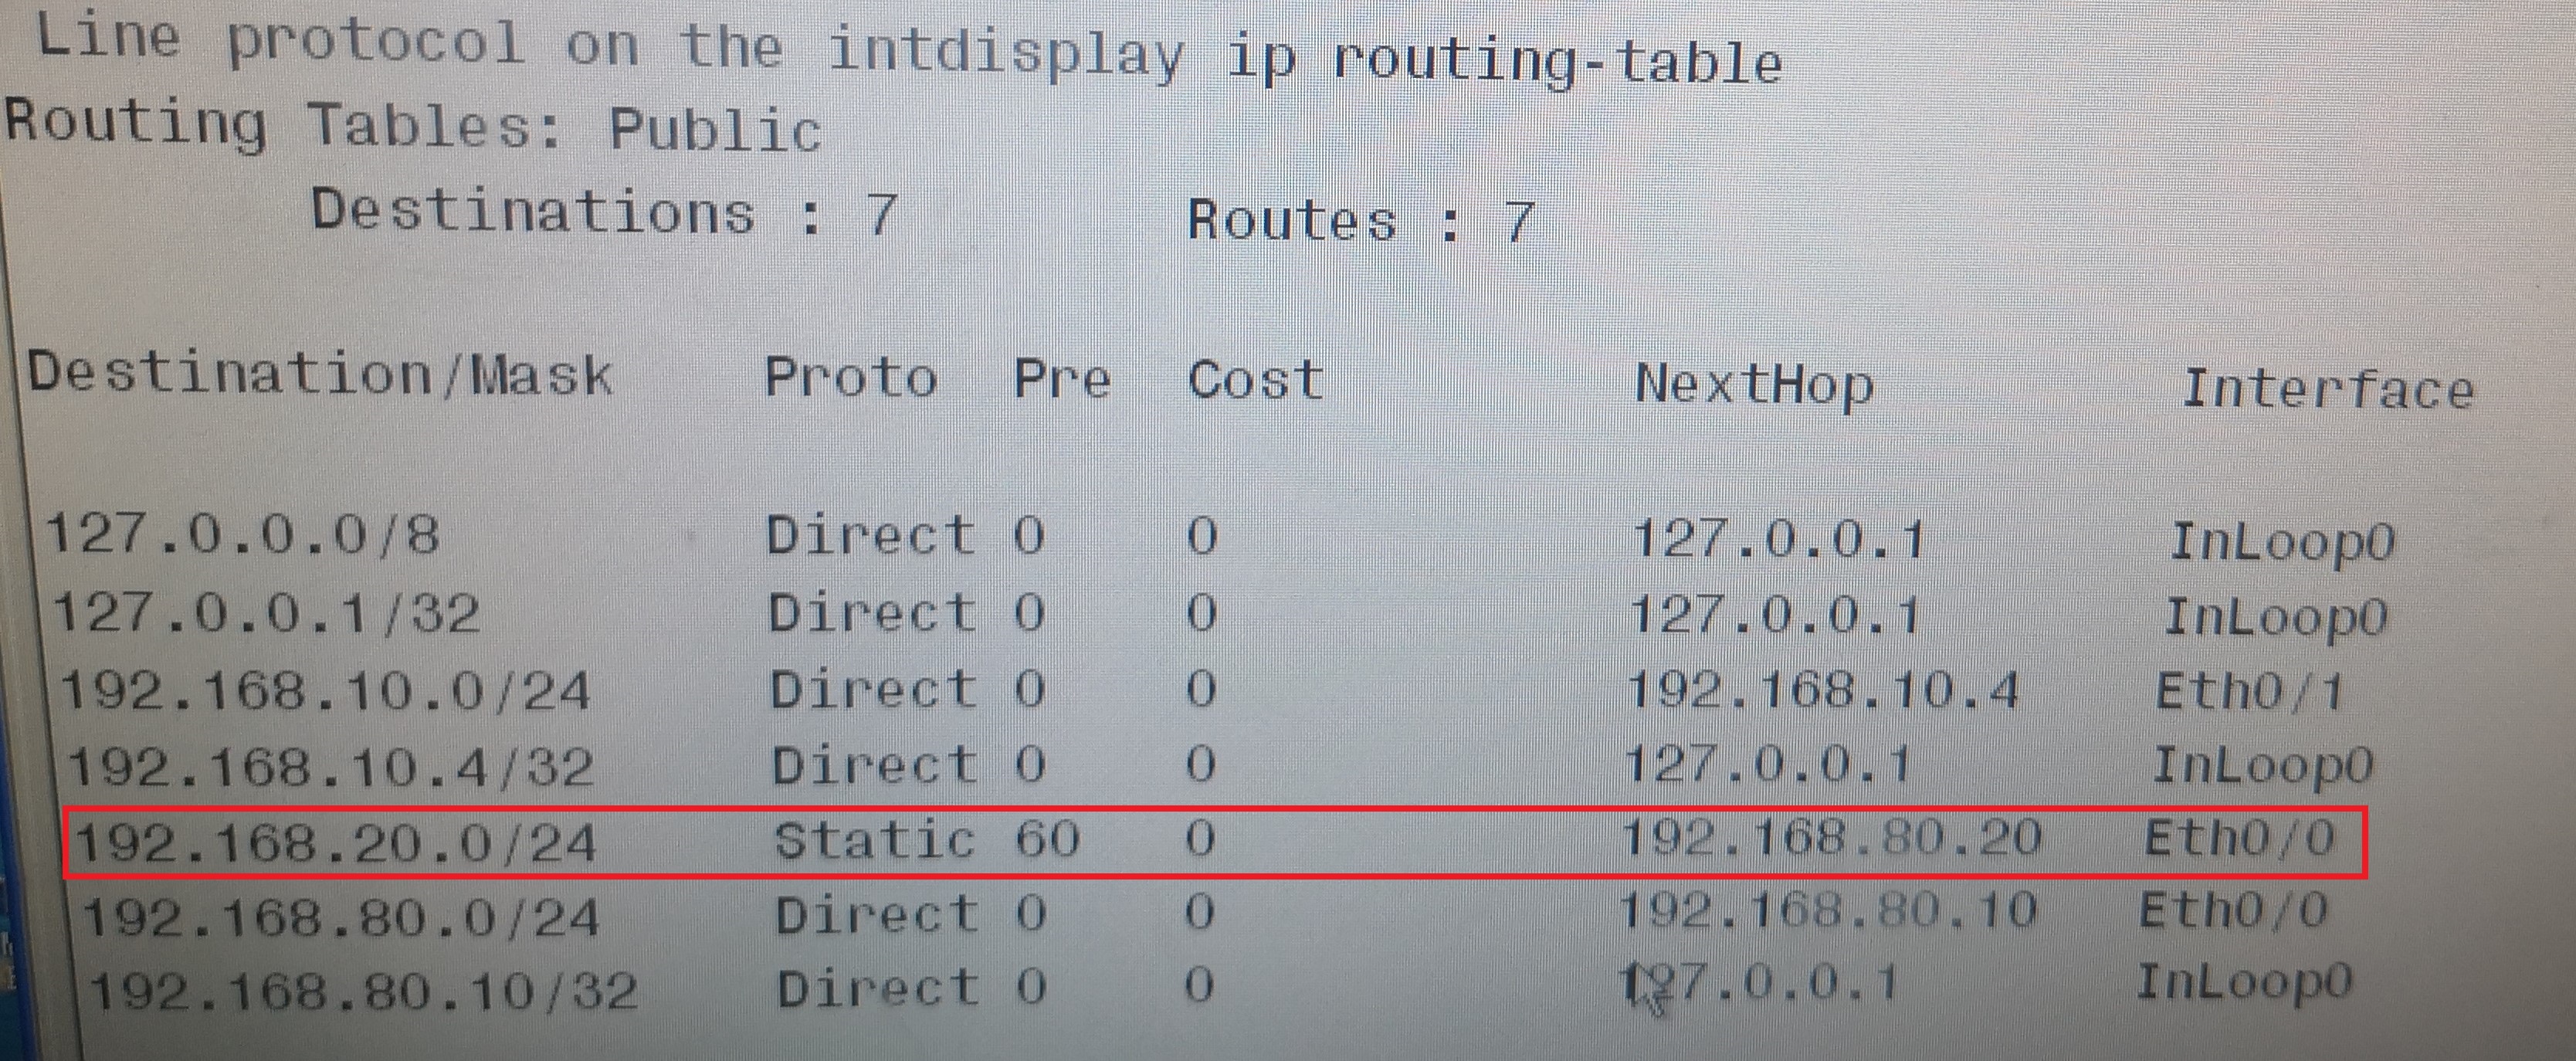 Line protocol on the intdisplay ip routing-table
Routing Tables: Public
Destinations : 7 Routes : 7
Destination/Mask Proto Pre Cost NextHop Interface
127.0.0.0/8 Direct 0 0 127.0.0.1 InLoop0
127.0.0.1/32 Direct 0 0 127.0.0.1 InLoop0
192.168.10.0/24 Direct 0 0 192.168.10.4 Eth0/1
192.168.10.4/32 Direct 0 0 127.0.0.1 InLoop0
192.168.20.0/24 Static 60 0 192.168.80.20 Eth0/0
192.168.80.0/24 Direct 0 0 192.168.80.10 Eth0/0
192.168.80.10/32 Direct 0 0 127.0.0.1 InLoop0